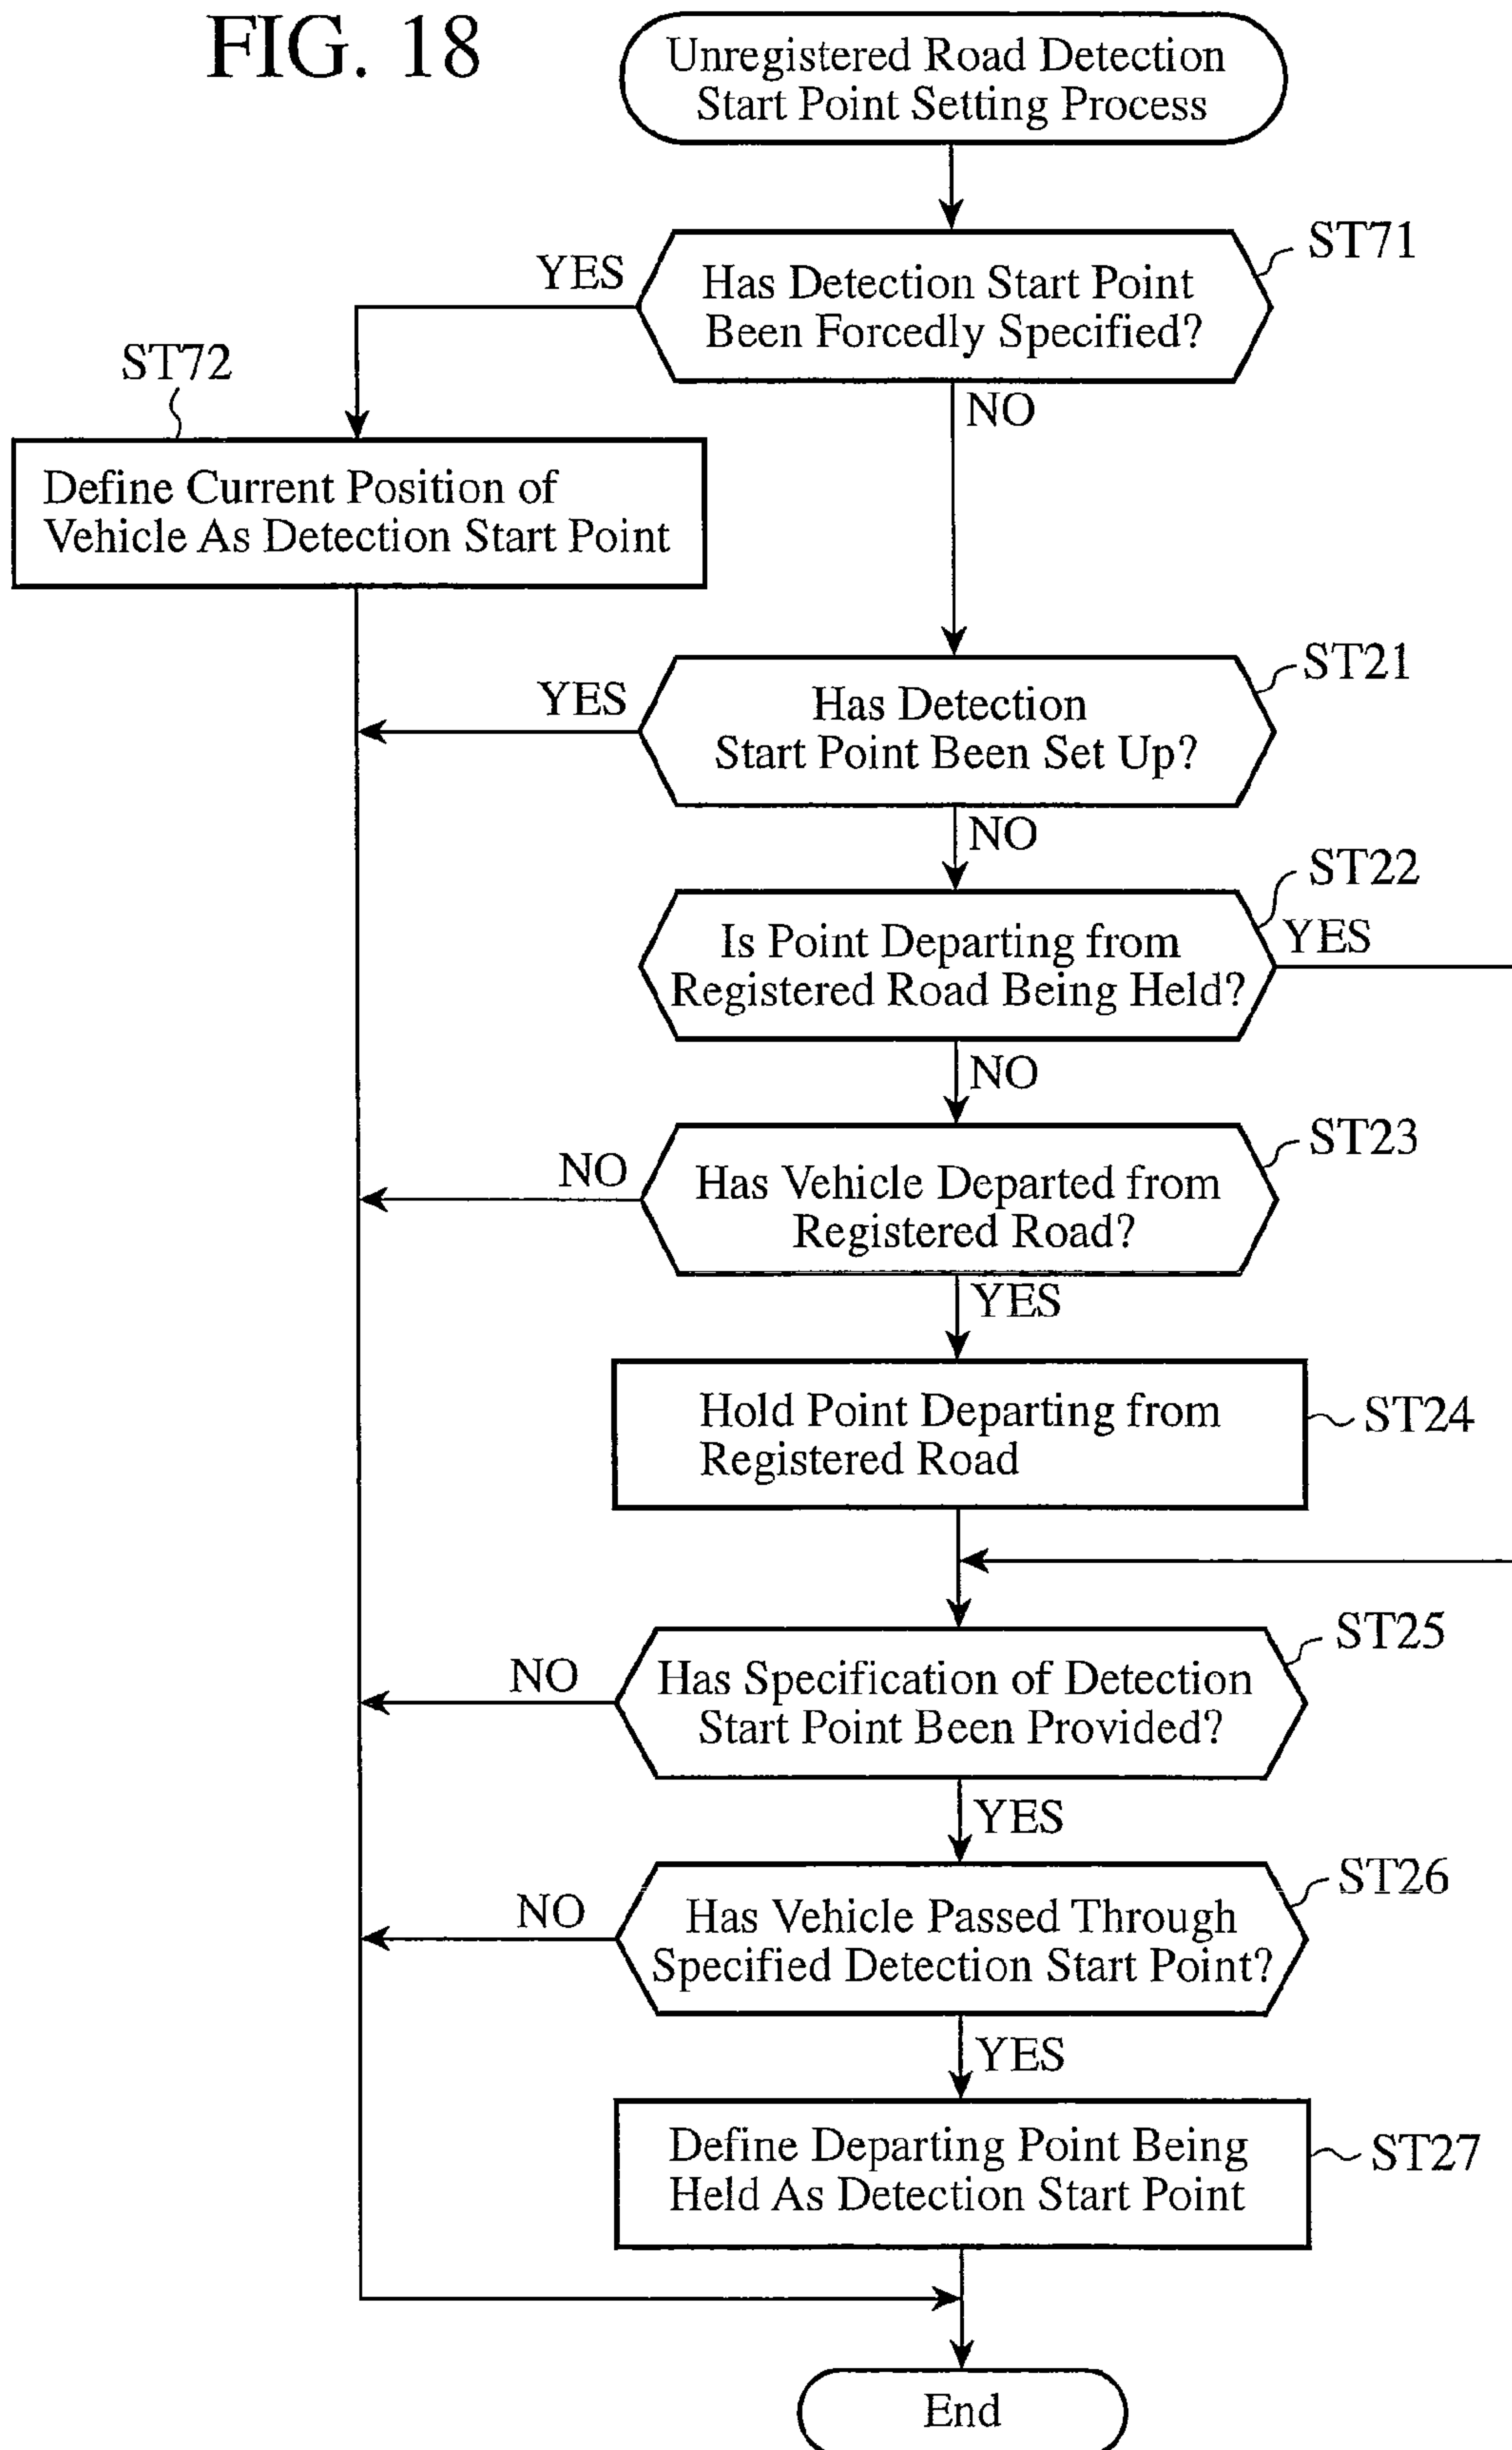 FIG. 18
Unregistered Road Detection
Start Point Setting Process
ST71
YES
Has Detection Start Point
Been Forcedly Specified?
ST72
NO
Define Current Position of
Vehicle As Detection Start Point
ST21
YES
Has Detection
Start Point Been Set Up?
NO
ST22
YES
Is Point Departing from
Registered Road Being Held?
NO
ST23
NO
Has Vehicle Departed from
Registered Road?
YES
Hold Point Departing from
Registered Road
ST24
ST25
NO
Has Specification of Detection
Start Point Been Provided?
YES
ST26
NO
Has Vehicle Passed Through
Specified Detection Start Point?
YES
Define Departing Point Being
Held As Detection Start Point
ST27
End